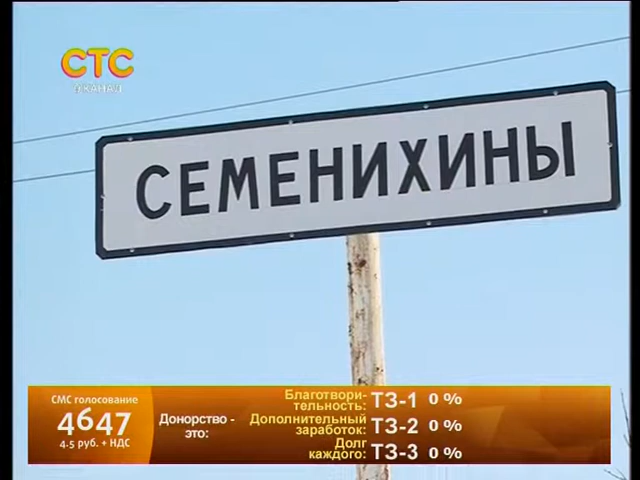 СТС
9 КАНАЛ
СЕМЕНИХИНЫ
СМС голосование
4647
4.5 руб. + НДС
Донорство -
это:
Благотвори-
тельность: ТЗ-1 0 %
Дополнительный
заработок: ТЗ-2 0 %
Долг
каждого: ТЗ-3 0 %